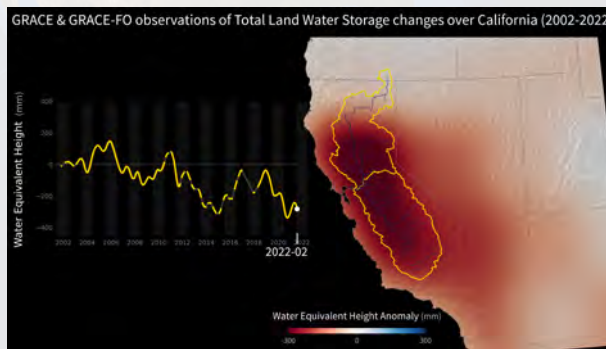 GRACE & GRACE-FO observations of Total Land Water Storage changes over California (2002-2022
Water Equivalent Height (mm)
400
200
0
-200
-400
2002 2004 2006 2008 2010 2012 2014 2016 2018 2020 2022
2022-02
Water Equivalent Height Anomaly (mm)
-300 0 300